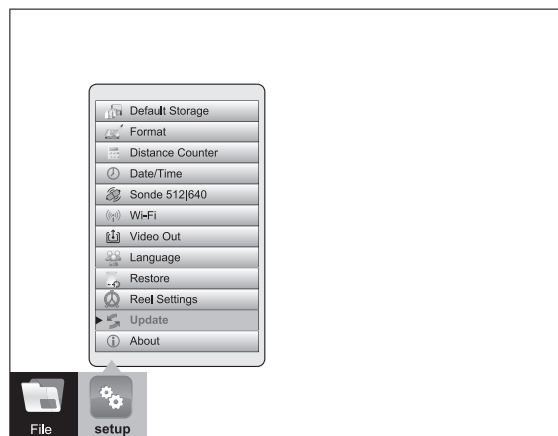 Default Storage
Format
Distance Counter
Date/Time
Sonde 512|640
Wi-Fi
Video Out
Language
Restore
Reel Settings
Update
About
File
setup